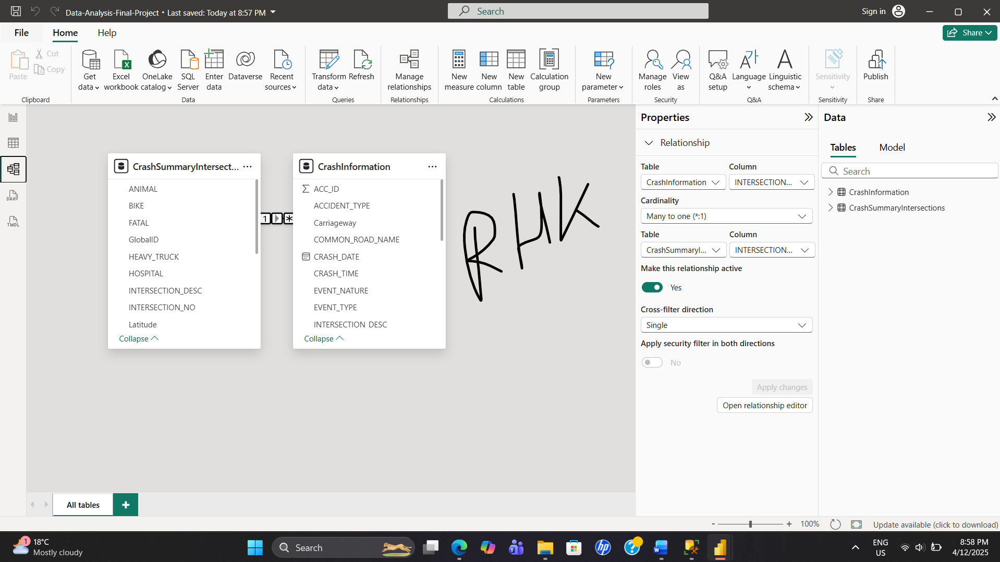 Data-Analysis-Final-Project • Last saved: Today at 8:57 PM
Search
Sign in
File
Home
Help
Share
Paste
Cut
Copy
Clipboard
Get data
Excel workbook
OneLake catalog
SQL Server
Enter data
Dataverse
Recent sources
Data
Transform data
Refresh
Queries
Manage relationships
Relationships
New measure
New column
New table
Calculation group
Calculations
New parameter
Parameters
Manage roles
View as
Security
Q&A setup
Language
Linguistic schema
Q&A
Sensitivity
Sensitivity
Publish
Share
DAX
TMDL
CrashSummaryIntersect... ...
ANIMAL
BIKE
FATAL
GlobalID
HEAVY_TRUCK
HOSPITAL
INTERSECTION_DESC
INTERSECTION_NO
Latitude
Collapse
1 *
CrashInformation ...
Σ ACC_ID
ACCIDENT_TYPE
Carriageway
COMMON_ROAD_NAME
CRASH_DATE
CRASH_TIME
EVENT_NATURE
EVENT_TYPE
INTERSECTION_DESC
Collapse
RHK
Properties
Relationship
Table
Column
CrashInformation
INTERSECTION...
Cardinality
Many to one (*:1)
Table
Column
CrashSummaryI...
INTERSECTION...
Make this relationship active
Yes
Cross-filter direction
Single
Apply security filter in both directions
No
Apply changes
Open relationship editor
Data
Tables
Model
Search
CrashInformation
CrashSummaryIntersections
All tables
+
- + 100%
Update available (click to download)
1
18°C
Mostly cloudy
Search
ENG
US
8:58 PM
4/12/2025